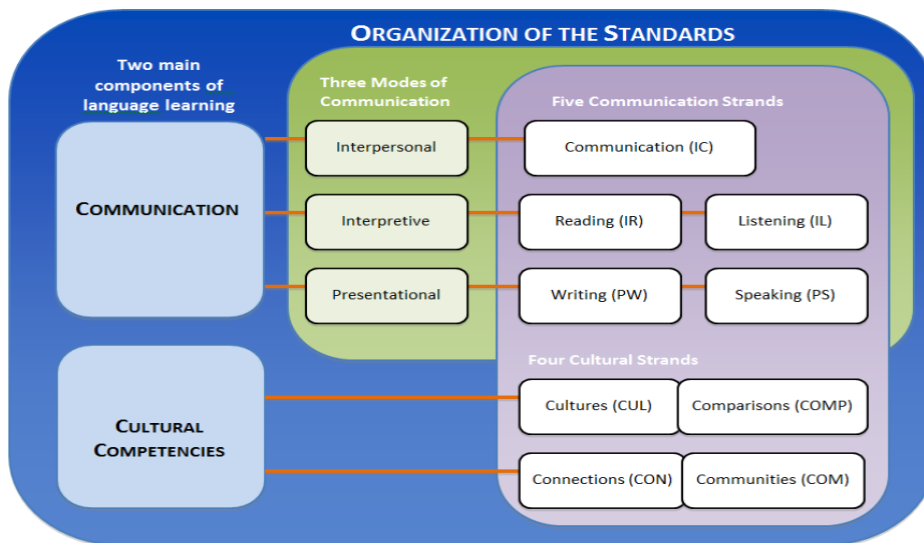 ORGANIZATION OF THE STANDARDS
Two main
components of
language learning
Three Modes of
Communication
Five Communication Strands
COMMUNICATION
Interpersonal
Communication (IC)
Interpretive
Reading (IR)
Listening (IL)
Presentational
Writing (PW)
Speaking (PS)
Four Cultural Strands
CULTURAL
COMPETENCIES
Cultures (CUL)
Comparisons (COMP)
Connections (CON)
Communities (COM)